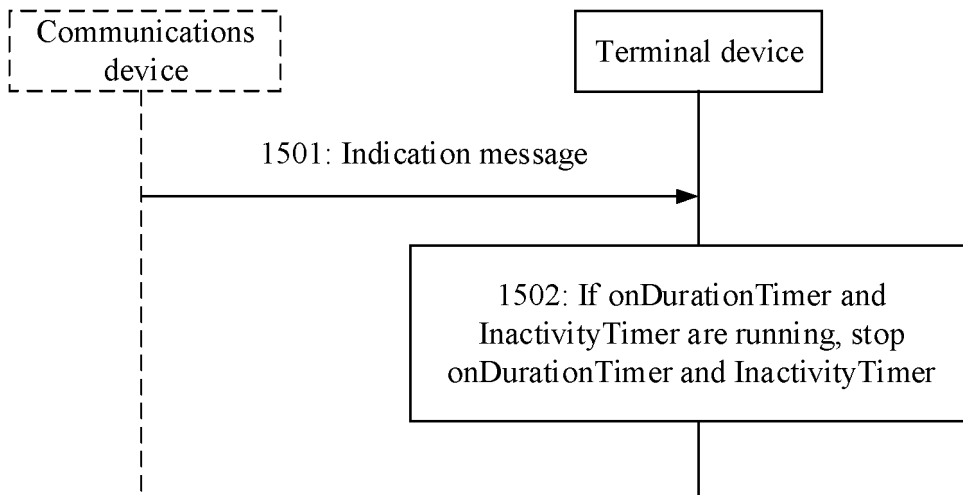 Communications
device
Terminal device
1501: Indication message
1502: If onDurationTimer and
InactivityTimer are running, stop
onDurationTimer and InactivityTimer